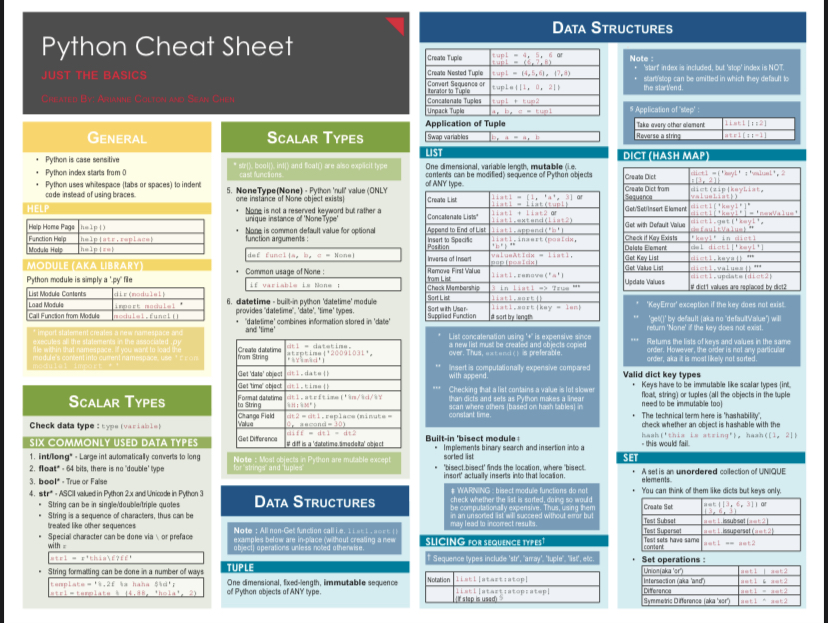 Python Cheat Sheet
JUST THE BASICS
CREATED BY: ARIANNE COLTON AND SEAN CHEN
GENERAL
• Python is case sensitive
• Python index starts from 0
• Python uses whitespace (tabs or spaces) to indent
code instead of using braces.
HELP
Help Home Page help()
Function Help help(str.replace)
Module Help help(re)
MODULE (AKA LIBRARY)
Python module is simply a '.py' file
List Module Contents dir(module1)
Load Module import module1 *
Call Function from Module module1.func1()
* Import statement creates a new namespace and
executes all the statements in the associated .py
file within that namespace. If you want to load the
module's content into current namespace, use 'from
module1 import *'
SCALAR TYPES
Check data type : type(variable)
SIX COMMONLY USED DATA TYPES
1. int/long* - Large int automatically converts to long
2. float* - 64 bits, there is no 'double' type
3. bool* - True or False
4. str* - ASCII valued in Python 2.x and Unicode in Python 3
• String can be in single/double/triple quotes
• String is a sequence of characters, thus can be
treated like other sequences
• Special character can be done via \ or preface
with r
str1 = r'this\f?ff'
• String formatting can be done in a number of ways
template = '%.2f %s haha $%d';
str1 = template % (4.88, 'hola', 2)
SCALAR TYPES
* str(), bool(), int() and float() are also explicit type
cast functions.
5. NoneType(None) - Python 'null' value (ONLY
one instance of None object exists)
• None is not a reserved keyword but rather a
unique instance of 'NoneType'
• None is common default value for optional
function arguments :
def func1(a, b, c = None)
• Common usage of None :
if variable is None :
6. datetime - built-in python 'datetime' module
provides 'datetime', 'date', 'time' types.
• 'datetime' combines information stored in 'date'
and 'time'
Create datetime
from String
dt1 = datetime.
strptime('20091031',
'%Y%m%d')
Get 'date' object dt1.date()
Get 'time' object dt1.time()
Format datetime
to String
dt1.strftime('%m/%d/%Y
%H:%M')
Change Field
Value
dt2 = dt1.replace(minute =
0, second = 30)
Get Difference
diff = dt1 - dt2
# diff is a 'datetime.timedelta' object
Note : Most objects in Python are mutable except
for 'strings' and 'tuples'
DATA STRUCTURES
Note : All non-Get function call i.e. list1.sort()
examples below are in-place (without creating a new
object) operations unless noted otherwise.
TUPLE
One dimensional, fixed-length, immutable sequence
of Python objects of ANY type.
DATA STRUCTURES
Create Tuple
tup1 = 4, 5, 6 or
tup1 = (6,7,8)
Create Nested Tuple tup1 = (4,5,6), (7,8)
Convert Sequence or
Iterator to Tuple
tuple([1, 0, 2])
Concatenate Tuples tup1 + tup2
Unpack Tuple a, b, c = tup1
Application of Tuple
Swap variables b, a = a, b
LIST
One dimensional, variable length, mutable (i.e.
contents can be modified) sequence of Python objects
of ANY type.
Create List
list1 = [1, 'a', 3] or
list1 = list(tup1)
Concatenate Lists*
list1 + list2 or
list1.extend(list2)
Append to End of List list1.append('b')
Insert to Specific
Position
list1.insert(posIdx,
'b') **
Inverse of Insert
valueAtIdx = list1.
pop(posIdx)
Remove First Value
from List
list1.remove('a')
Check Membership 3 in list1 => True ***
Sort List list1.sort()
Sort with User-
Supplied Function
list1.sort(key = len)
# sort by length
* List concatenation using '+' is expensive since
a new list must be created and objects copied
over. Thus, extend() is preferable.
** Insert is computationally expensive compared
with append.
*** Checking that a list contains a value is lot slower
than dicts and sets as Python makes a linear
scan where others (based on hash tables) in
constant time.
Built-in 'bisect module‡
• Implements binary search and insertion into a
sorted list
• 'bisect.bisect' finds the location, where 'bisect.
insort' actually inserts into that location.
‡ WARNING : bisect module functions do not
check whether the list is sorted, doing so would
be computationally expensive. Thus, using them
in an unsorted list will succeed without error but
may lead to incorrect results.
SLICING FOR SEQUENCE TYPES†
† Sequence types include 'str', 'array', 'tuple', 'list', etc.
Notation list1[start:stop]
list1[start:stop:step]
(If step is used) §
Note :
• 'start' index is included, but 'stop' index is NOT.
• start/stop can be omitted in which they default to
the start/end.
§ Application of 'step' :
Take every other element list1[::2]
Reverse a string str1[::-1]
DICT (HASH MAP)
Create Dict
dict1 = {'key1' :'value1', 2
:[3, 2]}
Create Dict from
Sequence
dict(zip(keyList,
valueList))
Get/Set/Insert Element
dict1['key1']*
dict1['key1'] = 'newValue'
Get with Default Value
dict1.get('key1',
defaultValue) **
Check if Key Exists 'key1' in dict1
Delete Element del dict1['key1']
Get Key List dict1.keys() ***
Get Value List dict1.values() ***
Update Values
dict1.update(dict2)
# dict1 values are replaced by dict2
* 'KeyError' exception if the key does not exist.
** 'get()' by default (aka no 'defaultValue') will
return 'None' if the key does not exist.
*** Returns the lists of keys and values in the same
order. However, the order is not any particular
order, aka it is most likely not sorted.
Valid dict key types
• Keys have to be immutable like scalar types (int,
float, string) or tuples (all the objects in the tuple
need to be immutable too)
• The technical term here is 'hashability',
check whether an object is hashable with the
hash('this is string'), hash([1, 2])
- this would fail.
SET
• A set is an unordered collection of UNIQUE
elements.
• You can think of them like dicts but keys only.
Create Set
set([3, 6, 3]) or
{3, 6, 3}
Test Subset set1.issubset(set2)
Test Superset set1.issuperset(set2)
Test sets have same
content
set1 == set2
• Set operations :
Union(aka 'or') set1 | set2
Intersection (aka 'and') set1 & set2
Difference set1 - set2
Symmetric Difference (aka 'xor') set1 ^ set2